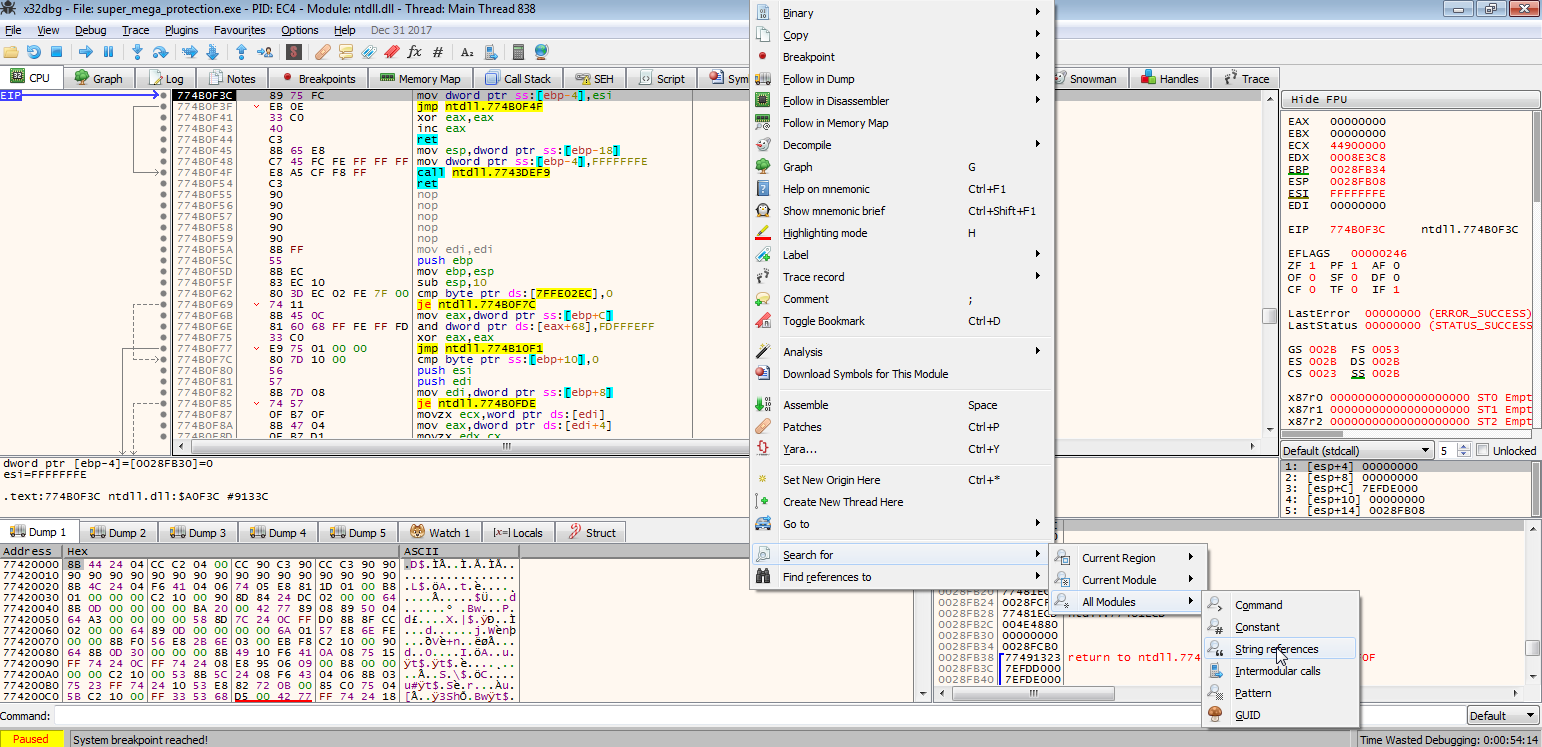 x32dbg - File: super_mega_protection.exe - PID: EC4 - Module: ntdll.dll - Thread: Main Thread 838
File View Debug Trace Plugins Favourites Options Help Dec 31 2017
CPU Graph Log Notes Breakpoints Memory Map Call Stack SEH Script Sym
Snowman Handles Trace
EIP
774B0F3C 89 75 FC mov dword ptr ss:[ebp-4],esi
774B0F3F EB 0E jmp ntdll.774B0F4F
774B0F41 33 C0 xor eax,eax
774B0F43 40 inc eax
774B0F44 C3 ret
774B0F45 8B 65 E8 mov esp,dword ptr ss:[ebp-18]
774B0F48 C7 45 FC FE FF FF FF mov dword ptr ss:[ebp-4],FFFFFFFE
774B0F4F E8 A5 CF F8 FF call ntdll.7743DEF9
774B0F54 C3 ret
774B0F55 90 nop
774B0F56 90 nop
774B0F57 90 nop
774B0F58 90 nop
774B0F59 90 nop
774B0F5A 8B FF mov edi,edi
774B0F5C 55 push ebp
774B0F5D 8B EC mov ebp,esp
774B0F5F 83 EC 10 sub esp,10
774B0F62 80 3D EC 02 FE 7F 00 cmp byte ptr ds:[7FFE02EC],0
774B0F69 74 11 je ntdll.774B0F7C
774B0F6B 8B 45 0C mov eax,dword ptr ss:[ebp+C]
774B0F6E 81 60 68 FF FE FF FD and dword ptr ds:[eax+68],FDFFFEFF
774B0F75 33 C0 xor eax,eax
774B0F77 E9 75 01 00 00 jmp ntdll.774B10F1
774B0F7C 80 7D 10 00 cmp byte ptr ss:[ebp+10],0
774B0F80 56 push esi
774B0F81 57 push edi
774B0F82 8B 7D 08 mov edi,dword ptr ss:[ebp+8]
774B0F85 74 57 je ntdll.774B0FDE
774B0F87 0F B7 0F movzx ecx,word ptr ds:[edi]
774B0F8A 8B 47 04 mov eax,dword ptr ds:[edi+4]
774B0F8D 0F B7 D1 movzx edx,cx
Binary
Copy
Breakpoint
Follow in Dump
Follow in Disassembler
Follow in Memory Map
Decompile
Graph G
Help on mnemonic Ctrl+F1
Show mnemonic brief Ctrl+Shift+F1
Highlighting mode H
Label
Trace record
Comment ;
Toggle Bookmark Ctrl+D
Analysis
Download Symbols for This Module
Assemble Space
Patches Ctrl+P
Yara... Ctrl+Y
Set New Origin Here Ctrl+*
Create New Thread Here
Go to
Search for
Find references to
Current Region
Current Module
All Modules
Command
Constant
String references
Intermodular calls
Pattern
GUID
Hide FPU
EAX 00000000
EBX 00000000
ECX 44900000
EDX 0008E3C8
EBP 0028FB34
ESP 0028FB08
ESI FFFFFFFE
EDI 00000000
EIP 774B0F3C ntdll.774B0F3C
EFLAGS 00000246
ZF 1 PF 1 AF 0
OF 0 SF 0 DF 0
CF 0 TF 0 IF 1
LastError 00000000 (ERROR_SUCCESS)
LastStatus 00000000 (STATUS_SUCCESS
GS 002B FS 0053
ES 002B DS 002B
CS 0023 SS 002B
x87r0 00000000000000000000 ST0 Empt
x87r1 00000000000000000000 ST1 Empt
x87r2 00000000000000000000 ST2 Empt
Default (stdcall) 5 Unlocked
1: [esp+4] 00000000
2: [esp+8] 00000000
3: [esp+C] 7EFDE000
4: [esp+10] 00000000
5: [esp+14] 0028FB08
dword ptr [ebp-4]=[0028FB30]=0
esi=FFFFFFFE
.text:774B0F3C ntdll.dll:$A0F3C #9133C
Dump 1 Dump 2 Dump 3 Dump 4 Dump 5 Watch 1 [x=] Locals Struct
Address Hex ASCII
77420000 8B 44 24 04 CC C2 04 00 CC 90 C3 90 CC C3 90 90
77420010 90 90 90 90 90 90 90 90 90 90 90 90 90 90 90 90
77420020 8B 4C 24 04 F6 41 04 06 74 05 E8 81 1D 01 00 B8
77420030 01 00 00 00 C2 10 00 90 8D 84 24 DC 02 00 00 64
77420040 8B 0D 00 00 00 00 BA 20 00 42 77 89 08 89 50 04
77420050 64 A3 00 00 00 00 58 8D 7C 24 0C FF D0 8B 8F CC
77420060 02 00 00 64 89 0D 00 00 00 00 6A 01 57 E8 6E FE
77420070 00 00 8B F0 56 E8 2B 6E 03 00 EB F8 C2 10 00 90
77420080 64 8B 0D 30 00 00 00 8B 49 10 F6 41 0A 08 75 15
77420090 FF 74 24 0C FF 74 24 08 E8 95 06 09 00 B8 00 00
774200A0 00 00 C2 10 00 53 8B 5C 24 08 F6 43 04 06 8B 03
774200B0 75 23 FF 74 24 10 53 E8 82 72 0B 00 85 C0 75 04
774200C0 5B C2 10 00 FF 33 53 68 D5 00 42 77 FF 74 24 18
0028FB20
0028FB24 77481EC
0028FB28 0028FCF
0028FB2C 004E4880
0028FB30 00000000
0028FB34 0028FCB0
0028FB38 77491323 return to ntdll.774
0028FB3C 7EFDD000
0028FB40 7EFDE000
Command: Default
Paused System breakpoint reached! Time Wasted Debugging: 0:00:54:14